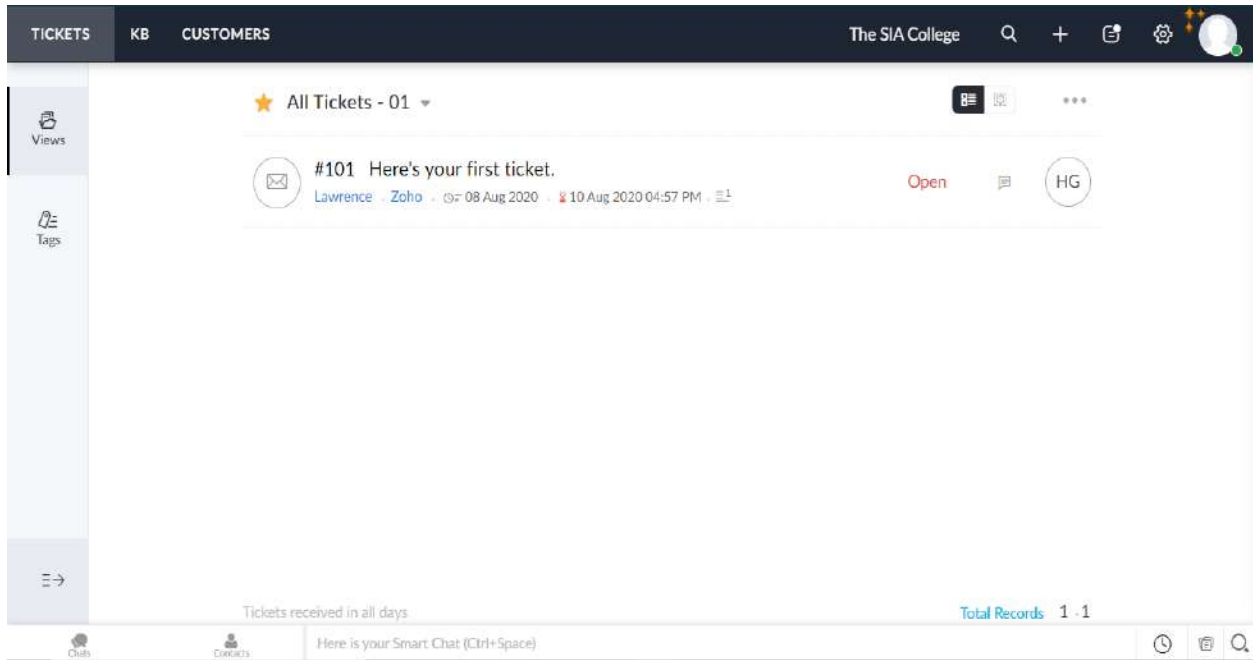 TICKETS KB CUSTOMERS The SIA College
All Tickets - 01
Views
#101 Here's your first ticket.
Open HG
Lawrence Zoho 08 Aug 2020 10 Aug 2020 04:57 PM 1
Tags
Tickets received in all days Total Records 1 - 1
Chats Contacts Here is your Smart Chat (Ctrl+Space)